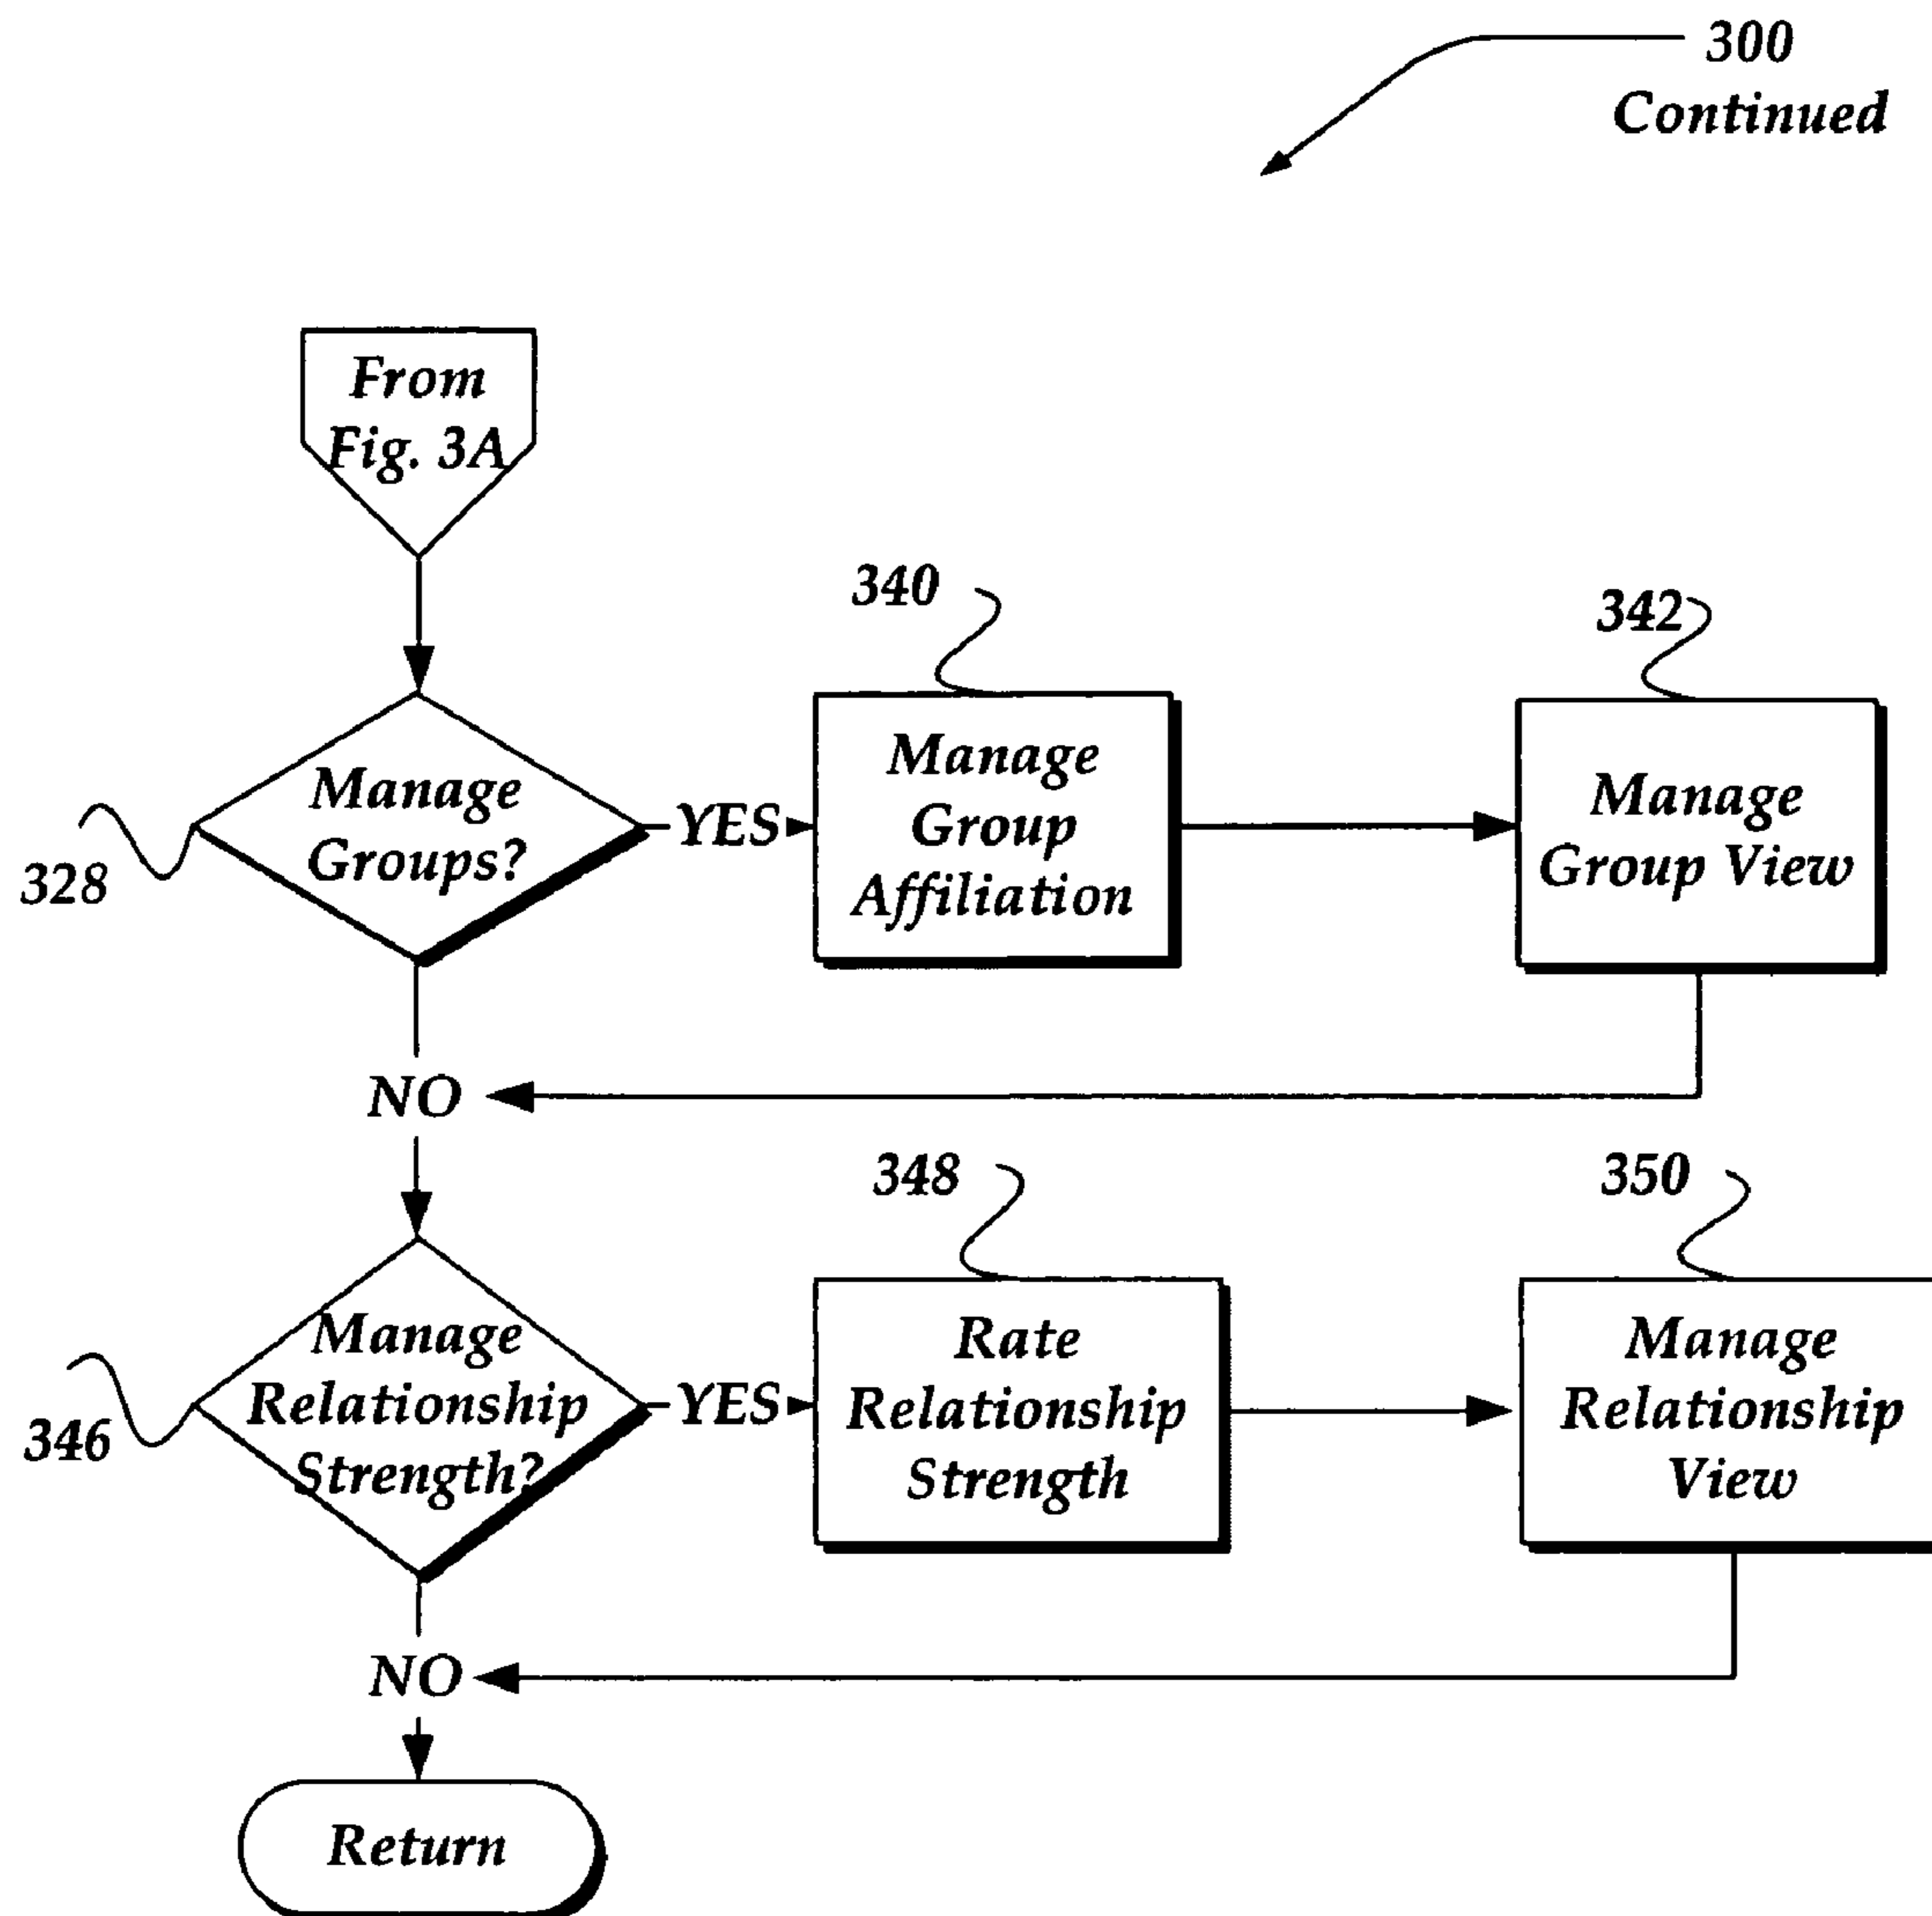 300
Continued
From
Fig. 3A
340
342
Manage
Groups?
328
YES
Manage
Group
Affiliation
Manage
Group View
NO
348
350
Manage
Relationship
Strength?
346
YES
Rate
Relationship
Strength
Manage
Relationship
View
NO
Return